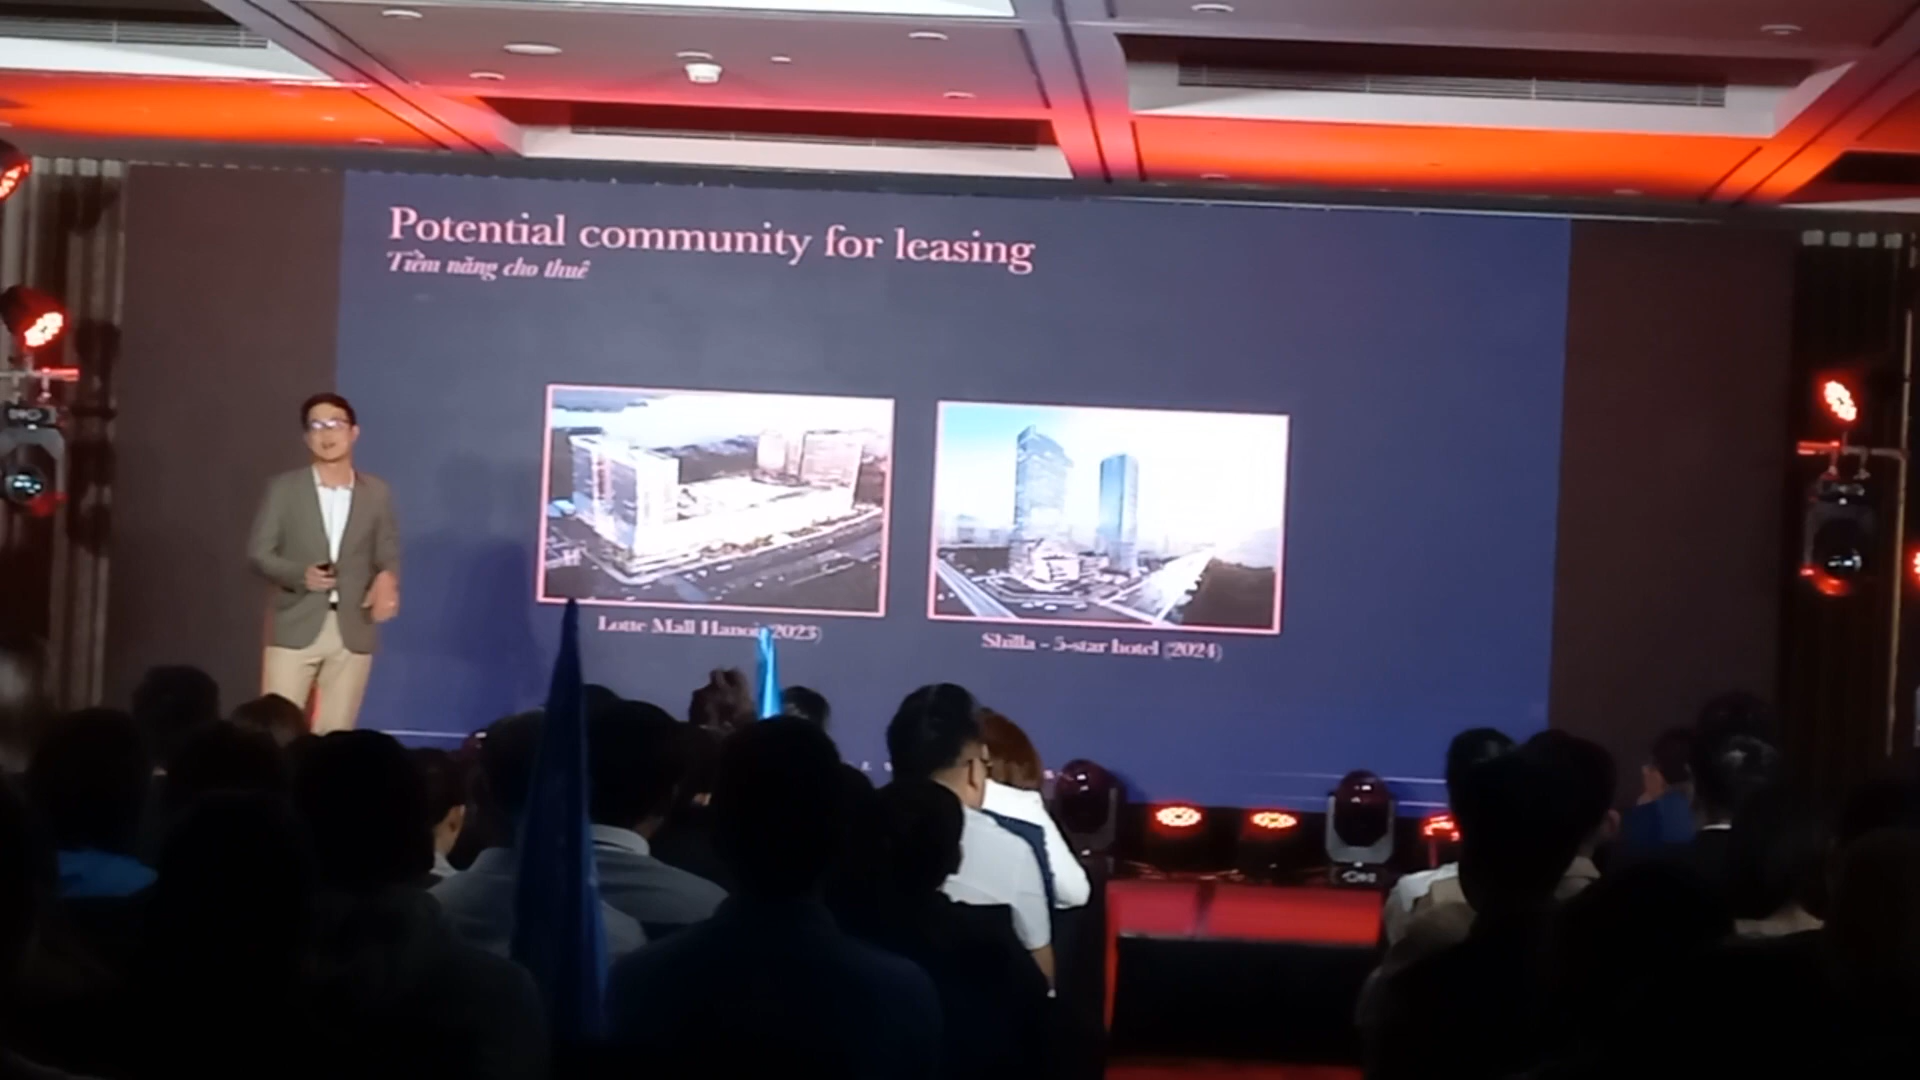 Potential community for leasing
Tiềm năng cho thuê
Lotte Mall Hanoi (2023)
Shilla - 5-star hotel (2024)